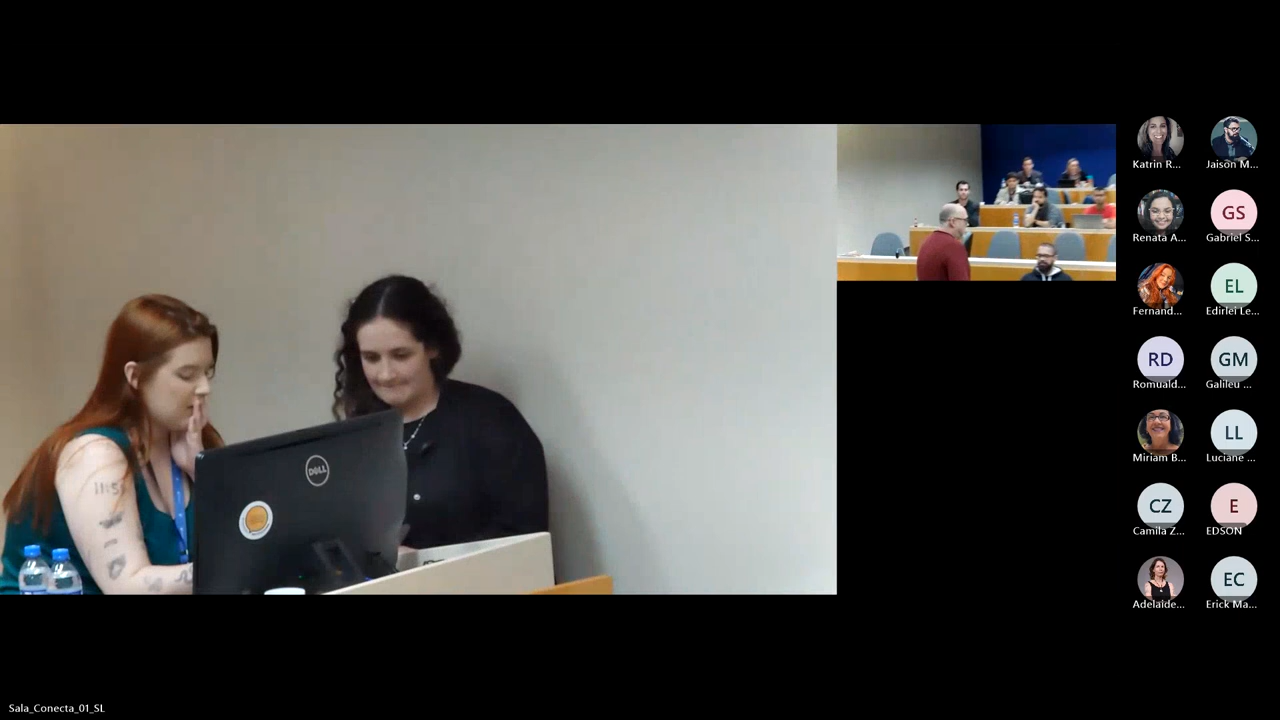 Katrin R...
Jaison M...
Renata A...
GS
Gabriel S...
Fernand...
EL
Edirlei Le...
RD
Romuald...
GM
Galileu ...
Miriam B...
LL
Luciane ...
CZ
Camila Z...
E
EDSON
Adelaide...
EC
Erick Ma...
DELL
Sala_Conecta_01_SL